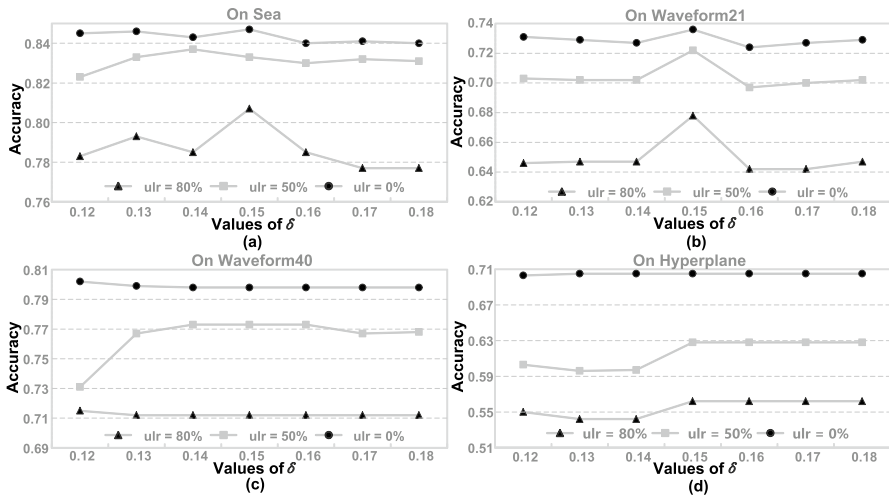 On Sea
0.84
0.82
0.80
0.78
0.76
Accuracy
ulr = 80% ulr = 50% ulr = 0%
0.12 0.13 0.14 0.15 0.16 0.17 0.18
Values of δ
(a)
On Waveform21
0.74
0.72
0.70
0.68
0.66
0.64
0.62
Accuracy
ulr = 80% ulr = 50% ulr = 0%
0.12 0.13 0.14 0.15 0.16 0.17 0.18
Values of δ
(b)
On Waveform40
0.81
0.79
0.77
0.75
0.73
0.71
0.69
Accuracy
ulr = 80% ulr = 50% ulr = 0%
0.12 0.13 0.14 0.15 0.16 0.17 0.18
Values of δ
(c)
On Hyperplane
0.71
0.67
0.63
0.59
0.55
0.51
Accuracy
ulr = 80% ulr = 50% ulr = 0%
0.12 0.13 0.14 0.15 0.16 0.17 0.18
Values of δ
(d)